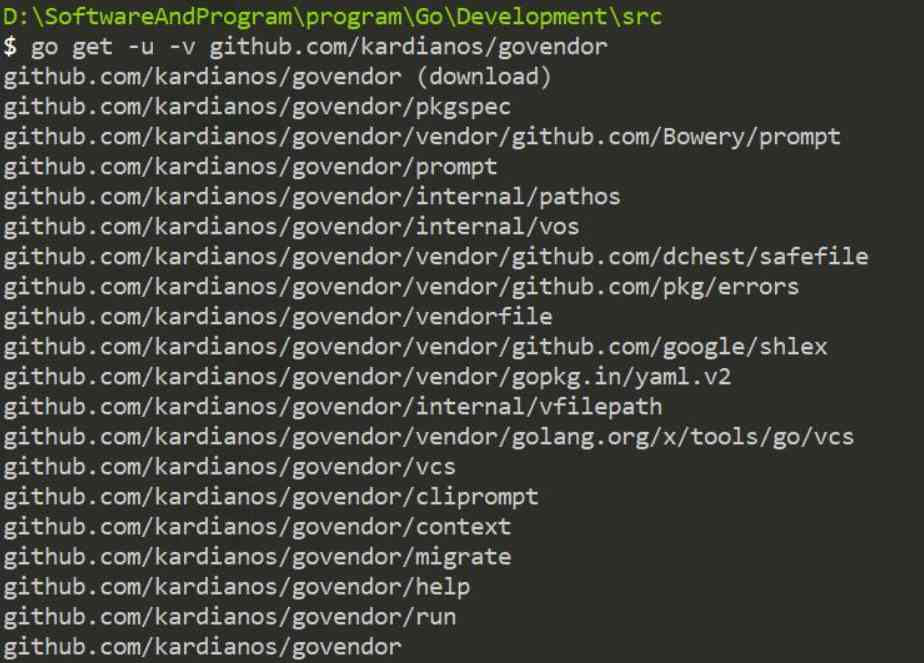 D:\SoftwareAndProgram\program\Go\Development\src
$ go get -u -v github.com/kardianos/govendor
github.com/kardianos/govendor (download)
github.com/kardianos/govendor/pkgspec
github.com/kardianos/govendor/vendor/github.com/Bowery/prompt
github.com/kardianos/govendor/prompt
github.com/kardianos/govendor/internal/pathos
github.com/kardianos/govendor/internal/vos
github.com/kardianos/govendor/vendor/github.com/dchest/safefile
github.com/kardianos/govendor/vendor/github.com/pkg/errors
github.com/kardianos/govendor/vendorfile
github.com/kardianos/govendor/vendor/github.com/google/shlex
github.com/kardianos/govendor/vendor/gopkg.in/yaml.v2
github.com/kardianos/govendor/internal/vfilepath
github.com/kardianos/govendor/vendor/golang.org/x/tools/go/vcs
github.com/kardianos/govendor/vcs
github.com/kardianos/govendor/cliprompt
github.com/kardianos/govendor/context
github.com/kardianos/govendor/migrate
github.com/kardianos/govendor/help
github.com/kardianos/govendor/run
github.com/kardianos/govendor